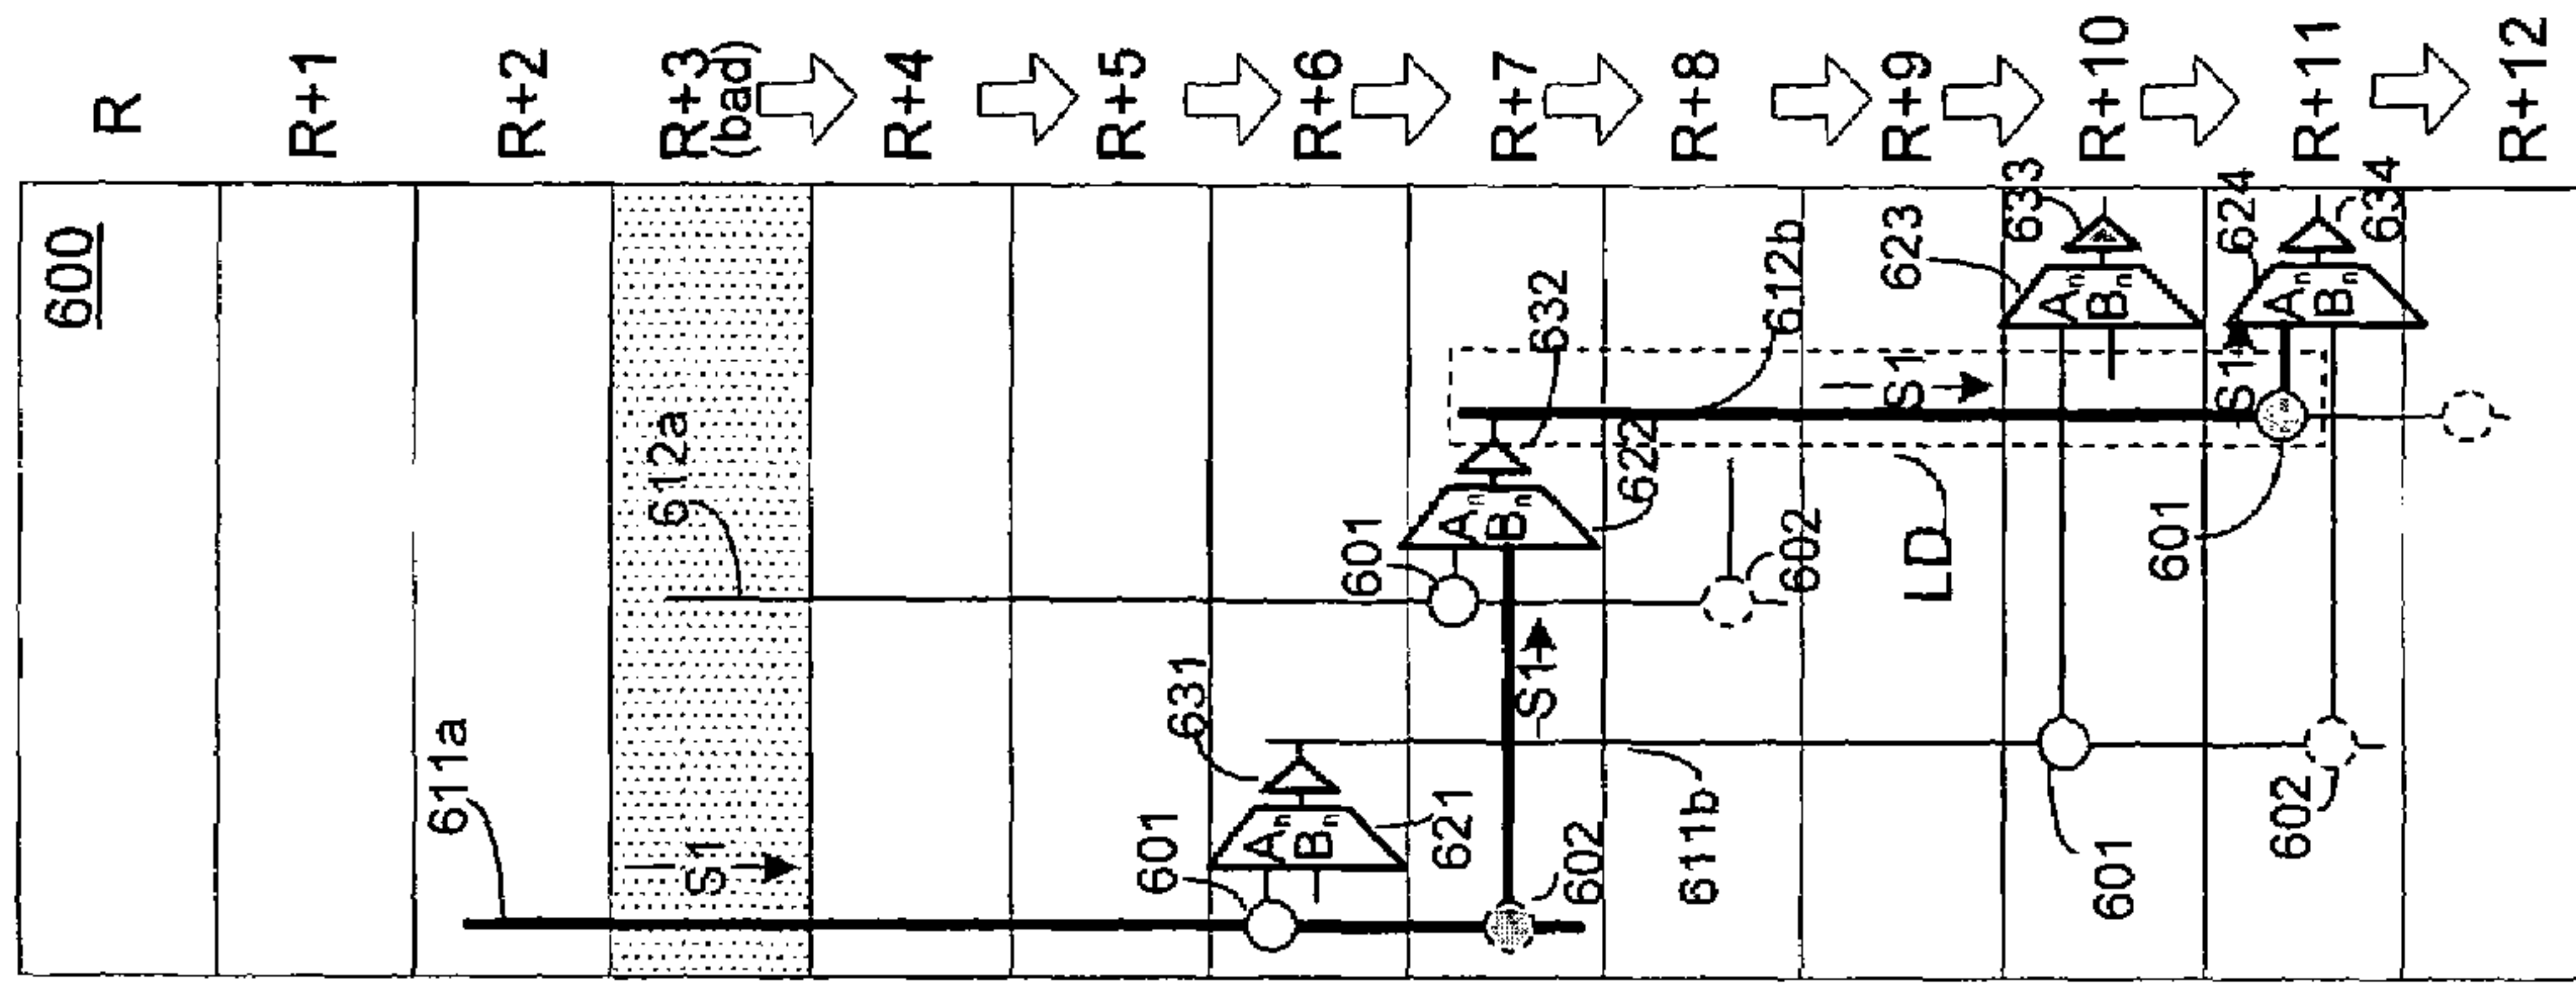 R
R+1
R+2
R+3
(bad)
R+4
R+5
R+6
R+7
R+8
R+9
R+10
R+11
R+12
600
611a
S1
612a
601
An
Bn
621
631
602
S1
611b
601
An
Bn
622
632
602
612b
S1
LD
601
602
623
An
Bn
633
S1
601
624
An
Bn
634